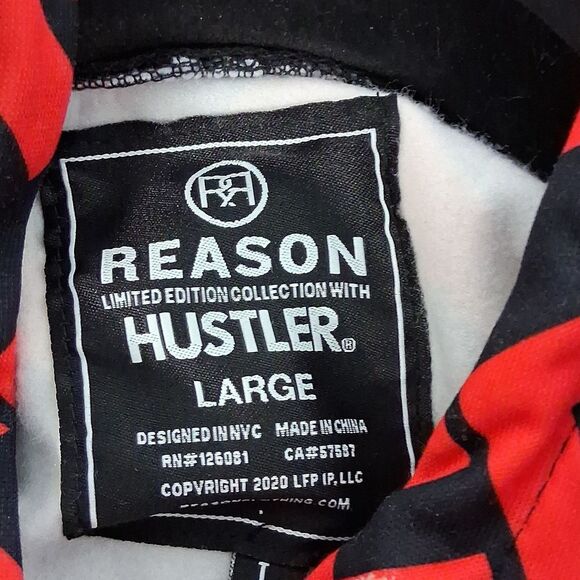 REASON
LIMITED EDITION COLLECTION WITH
HUSTLER®
LARGE
DESIGNED IN NYC MADE IN CHINA
RN#126081 CA#57587
COPYRIGHT 2020 LFP IP, LLC